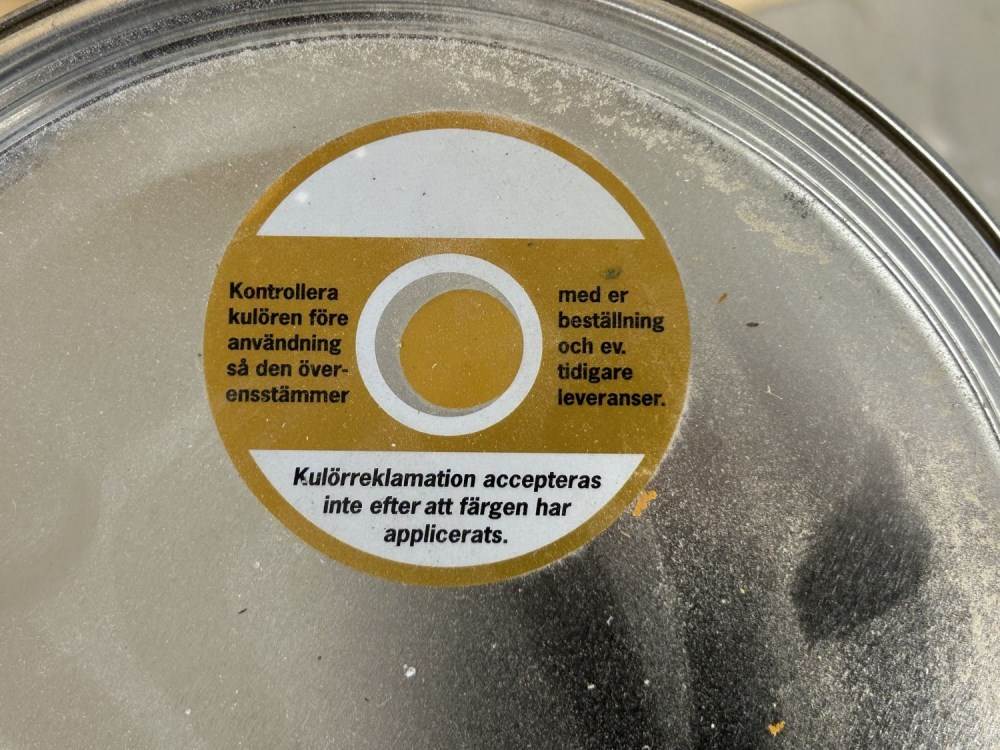 Kontrollera
kulören före
användning
så den över-
ensstämmer
med er
beställning
och ev.
tidigare
leveranser.
Kulörreklamation accepteras
inte efter att färgen har
applicerats.